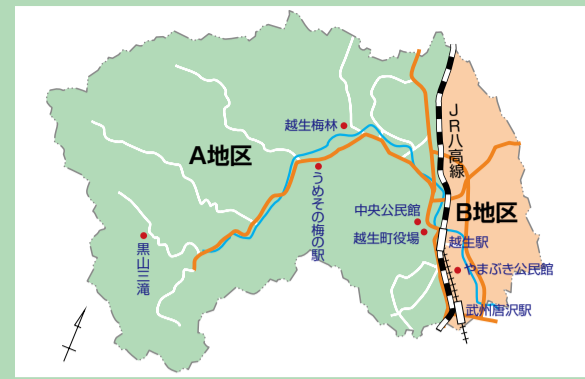 越生梅林
JR八高線
A地区
うめその梅の駅
中央公民館
B地区
越生町役場
越生駅
黒山三滝
やまぶき公民館
武州唐沢駅